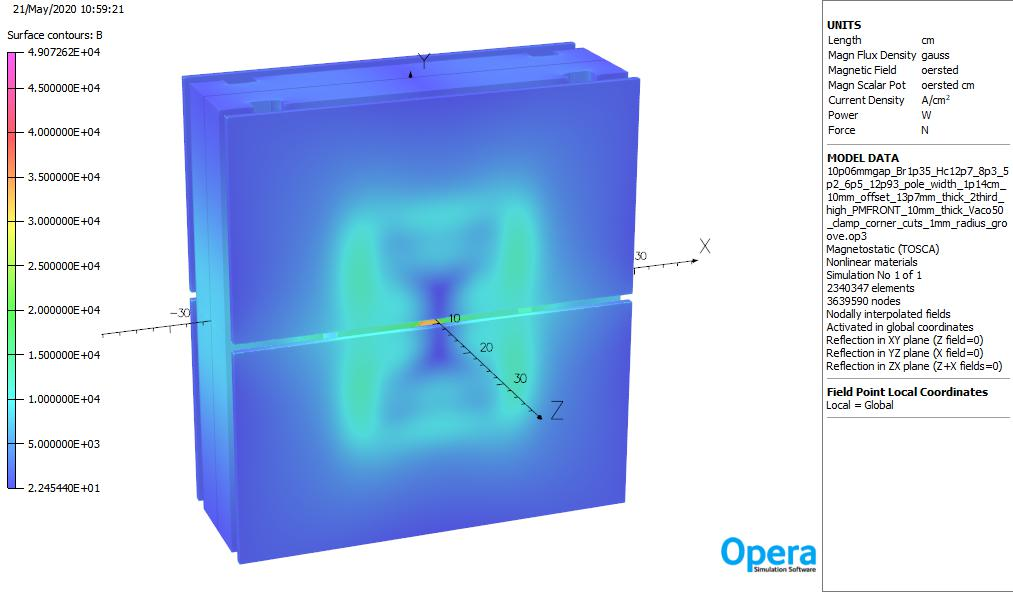 21/May/2020 10:59:21
Surface contours: B
4.907262E+04
4.500000E+04
4.000000E+04
3.500000E+04
3.000000E+04
2.500000E+04
2.000000E+04
1.500000E+04
1.000000E+04
5.000000E+03
2.245440E+01
Y
X
30
-30
10
20
30
Z
Opera
Simulation Software
UNITS
Length cm
Magn Flux Density gauss
Magnetic Field oersted
Magn Scalar Pot oersted cm
Current Density A/cm²
Power W
Force N
MODEL DATA
10p06mmgap_Br1p35_Hc12p7_8p3_5
p2_6p5_12p93_pole_width_1p14cm_
10mm_offset_13p7mm_thick_2third_
high_PMFRONT_10mm_thick_Vaco50
_clamp_corner_cuts_1mm_radius_gro
ove.op3
Magnetostatic (TOSCA)
Nonlinear materials
Simulation No 1 of 1
2340347 elements
3639590 nodes
Nodally interpolated fields
Activated in global coordinates
Reflection in XY plane (Z field=0)
Reflection in YZ plane (X field=0)
Reflection in ZX plane (Z+X fields=0)
Field Point Local Coordinates
Local = Global